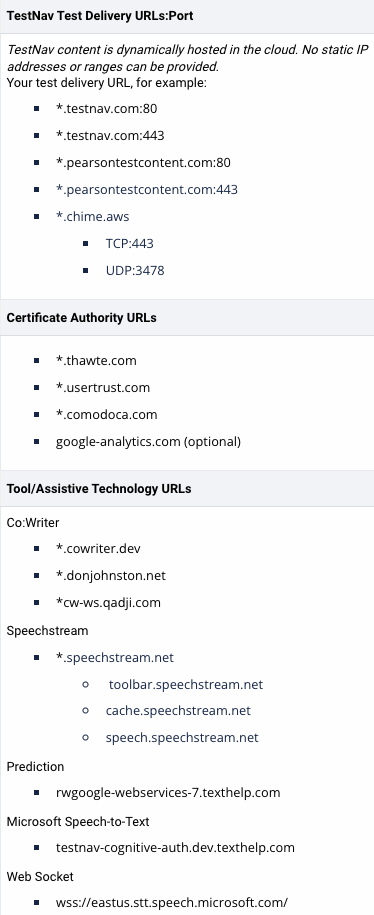 TestNav Test Delivery URLs:Port
TestNav content is dynamically hosted in the cloud. No static IP
addresses or ranges can be provided.
Your test delivery URL, for example:
*.testnav.com:80
*.testnav.com:443
*.pearsontestcontent.com:80
*.pearsontestcontent.com:443
*.chime.aws
TCP:443
UDP:3478
Certificate Authority URLs
*.thawte.com
*.usertrust.com
*.comodoca.com
google-analytics.com (optional)
Tool/Assistive Technology URLs
Co:Writer
*.cowriter.dev
*.donjohnston.net
*cw-ws.qadji.com
Speechstream
*.speechstream.net
toolbar.speechstream.net
cache.speechstream.net
speech.speechstream.net
Prediction
rwgoogle-webservices-7.texthelp.com
Microsoft Speech-to-Text
testnav-cognitive-auth.dev.texthelp.com
Web Socket
wss://eastus.stt.speech.microsoft.com/